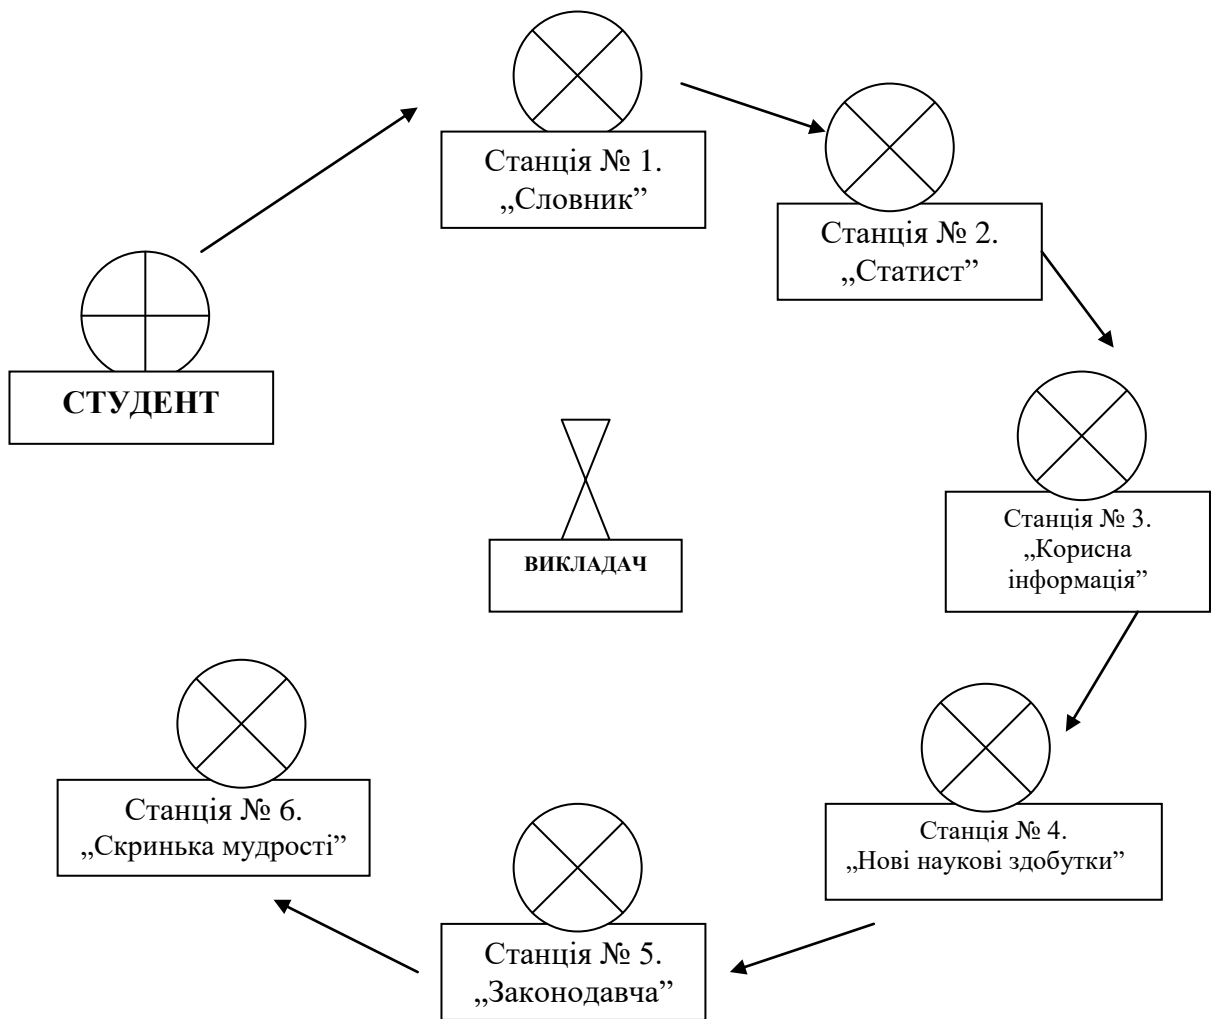 Станція № 1.
„Словник”
Станція № 2.
„Статист”
СТУДЕНТ
Станція № 3.
„Корисна
інформація”
ВИКЛАДАЧ
Станція № 6.
„Скринька мудрості”
Станція № 4.
„Нові наукові здобутки”
Станція № 5.
„Законодавча”